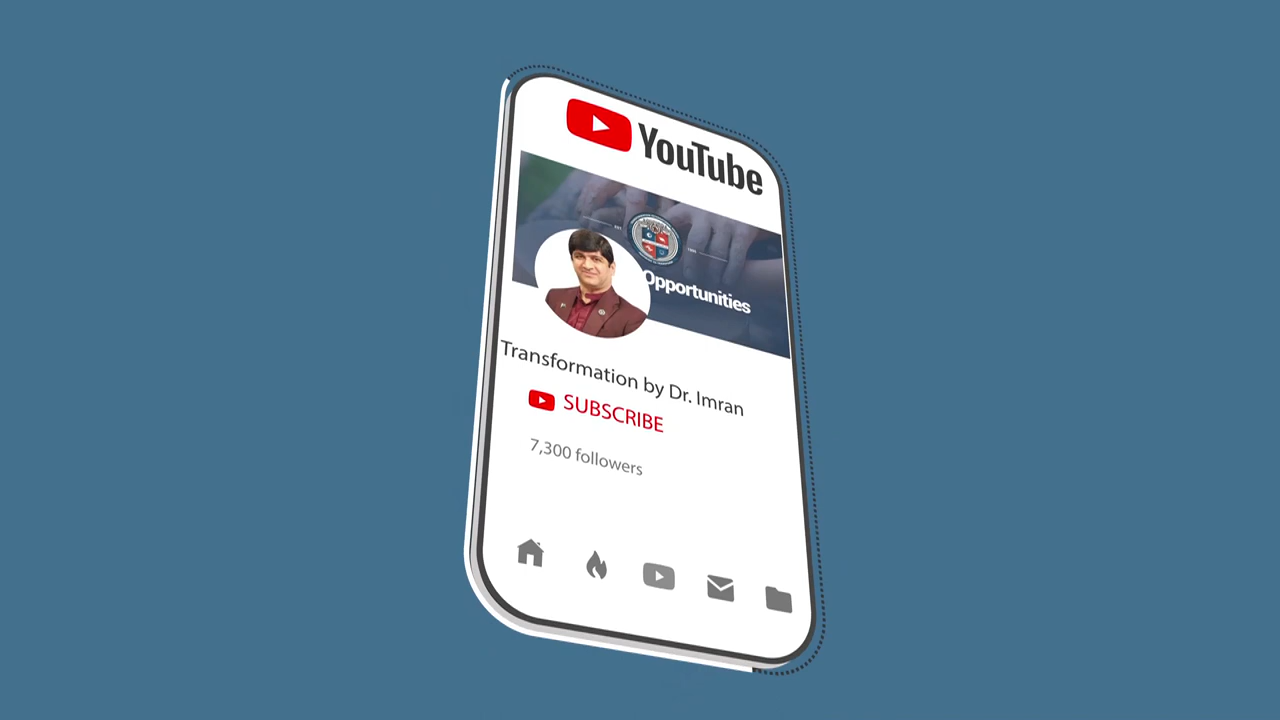 YouTube
Opportunities
Transformation by Dr. Imran
SUBSCRIBE
7,300 followers